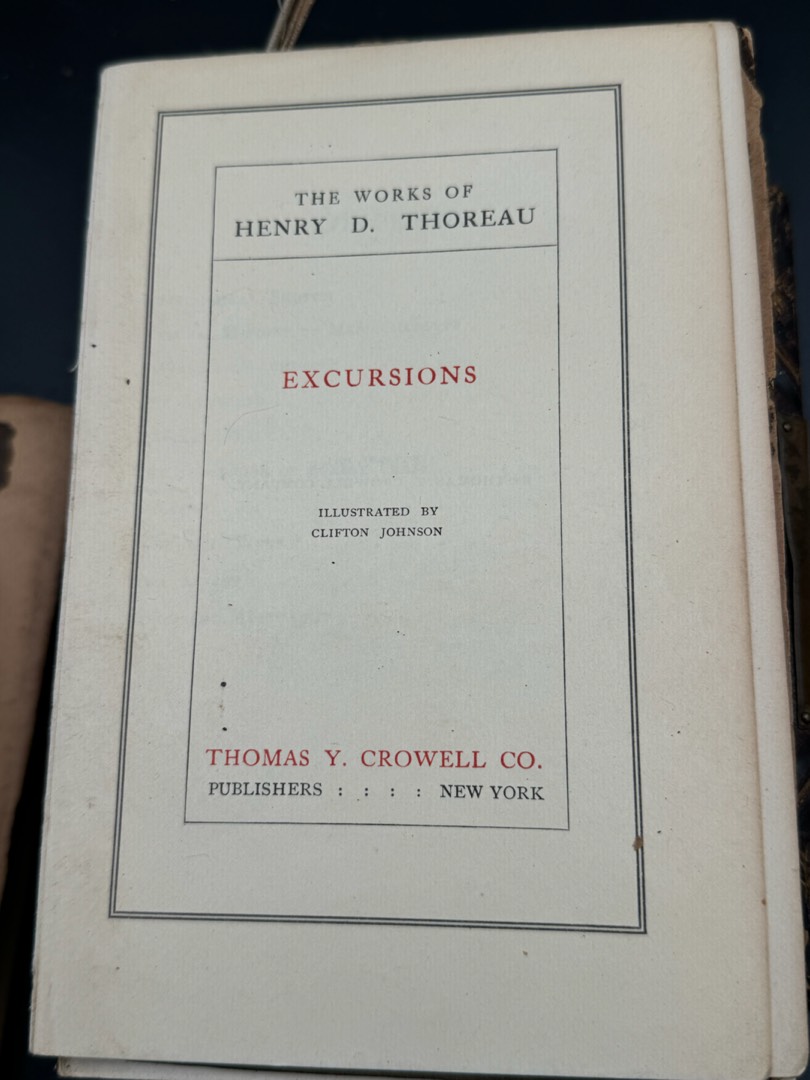 THE WORKS OF
HENRY D. THOREAU
EXCURSIONS
ILLUSTRATED BY
CLIFTON JOHNSON
THOMAS Y. CROWELL CO.
PUBLISHERS : : : : NEW YORK